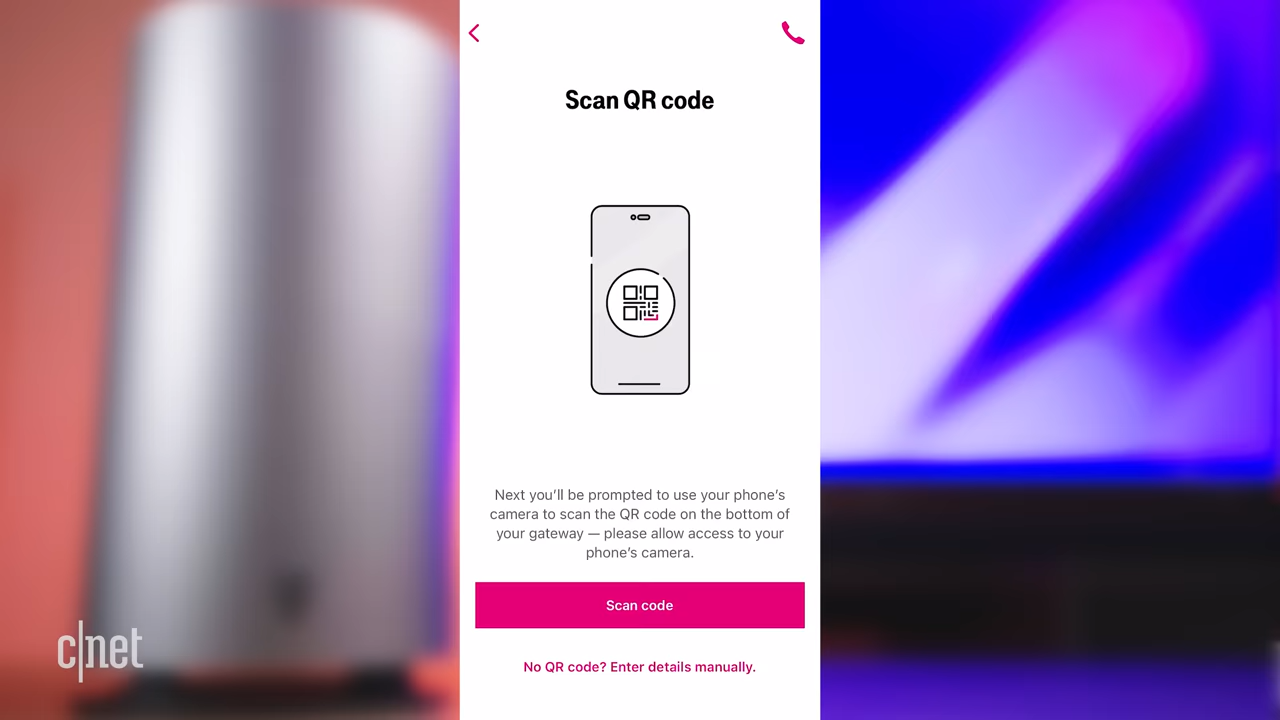 Scan QR code
Next you’ll be prompted to use your phone’s
camera to scan the QR code on the bottom of
your gateway — please allow access to your
phone’s camera.
Scan code
No QR code? Enter details manually.
c|net